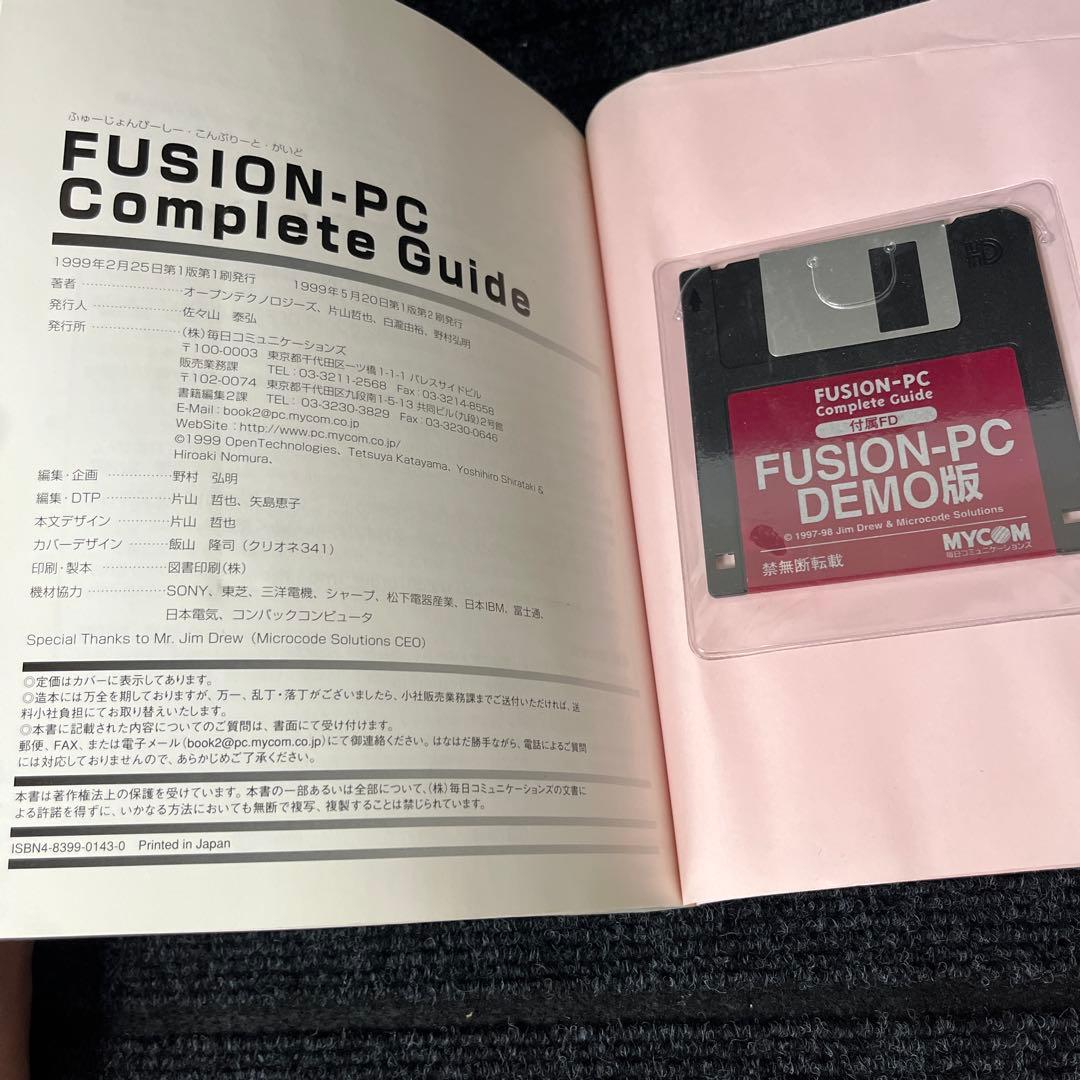 ふゅーじょんぴーしー・こんぷりーと・がいど
FUSION-PC
Complete Guide
1999年2月25日第1版第1刷発行 1999年5月20日第1版第2刷発行
著者 オープンテクノロジーズ、片山哲也、白瀧由裕、野村弘明
発行人 佐々山 泰弘
発行所 (株)毎日コミュニケーションズ
〒100-0003 東京都千代田区一ツ橋1-1-1 パレスサイドビル
販売業務課 TEL:03-3211-2568 Fax:03-3214-8558
〒102-0074 東京都千代田区九段南1-5-13 共同ビル(九段)2号館
書籍編集2課 TEL:03-3230-3829 Fax:03-3230-0646
E-Mail:book2@pc.mycom.co.jp
WebSite:http://www.pc.mycom.co.jp/
©1999 OpenTechnologies, Tetsuya Katayama, Yoshihiro Shirataki &
Hiroaki Nomura,
編集・企画 野村 弘明
編集・DTP 片山 哲也、矢島恵子
本文デザイン 片山 哲也
カバーデザイン 飯山 隆司(クリオネ341)
印刷・製本 図書印刷(株)
機材協力 SONY、東芝、三洋電機、シャープ、松下電器産業、日本IBM、富士通、
日本電気、コンパックコンピュータ
Special Thanks to Mr. Jim Drew (Microcode Solutions CEO)
◎定価はカバーに表示してあります。
◎造本には万全を期しておりますが、万一、乱丁・落丁がございましたら、小社販売業務課までご送付いただければ、送
料小社負担にてお取り替えいたします。
◎本書に記載された内容についてのご質問は、書面にて受け付けます。
郵便、FAX、または電子メール(book2@pc.mycom.co.jp)にて御連絡ください。はなはだ勝手ながら、電話によるご質問
には対応しておりませんので、あらかじめご了承ください。
本書は著作権法上の保護を受けています。本書の一部あるいは全部について、(株)毎日コミュニケーションズの文書に
よる許諾を得ずに、いかなる方法においても無断で複写、複製することは禁じられています。
ISBN4-8399-0143-0 Printed in Japan
HD
FUSION-PC
Complete Guide
付属FD
FUSION-PC
DEMO版
© 1997-98 Jim Drew & Microcode Solutions
MYCOM
毎日コミュニケーションズ
禁無断転載